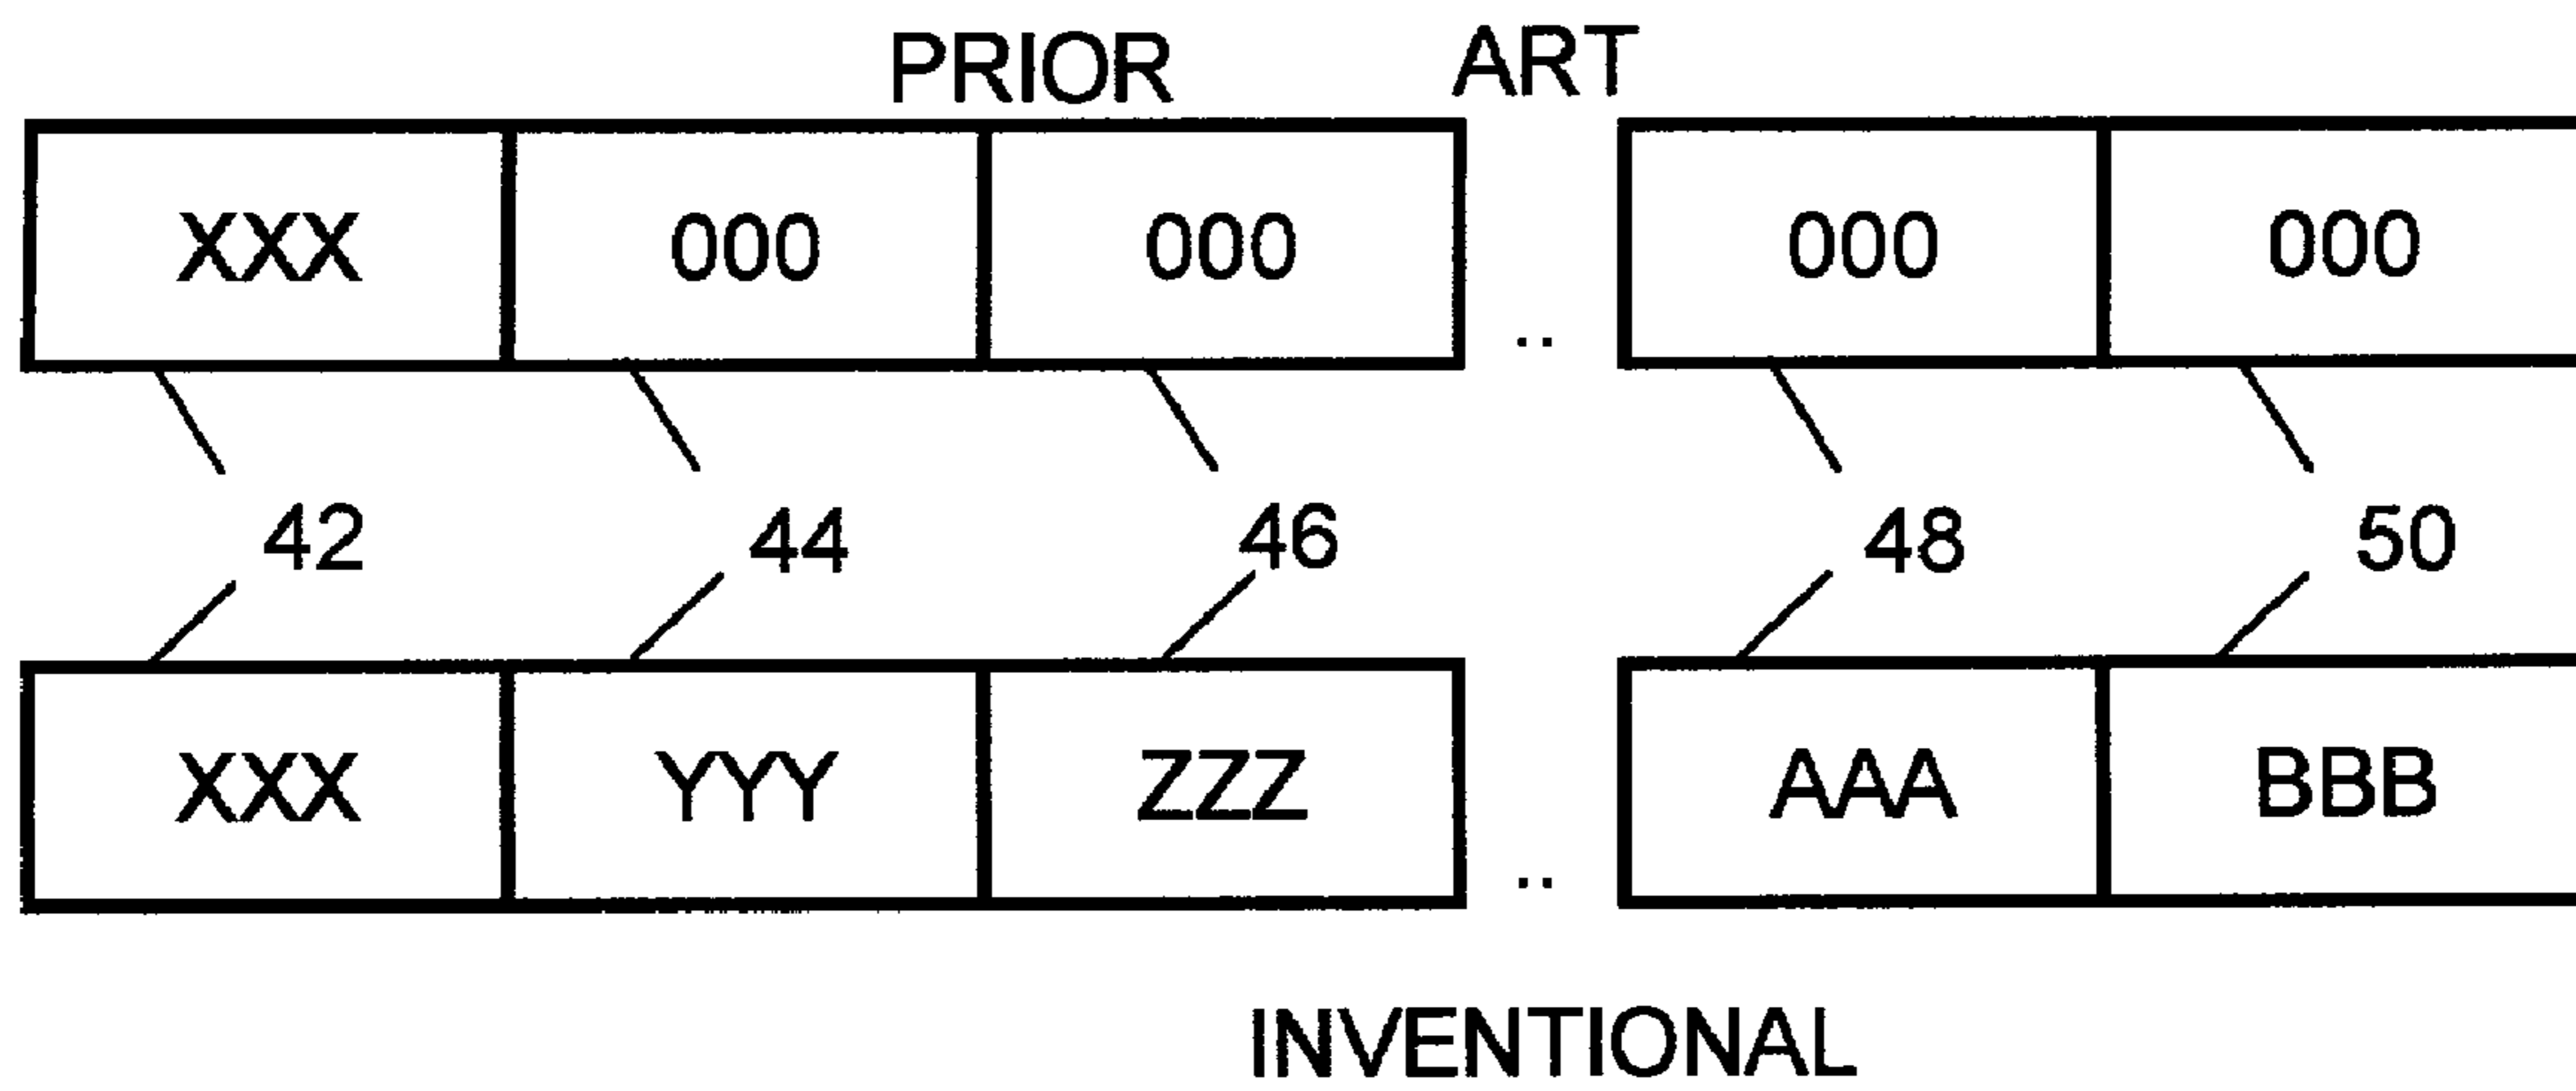 PRIOR ART
XXX 000 000 .. 000 000
42 44 46 48 50
XXX YYY ZZZ .. AAA BBB
INVENTIONAL